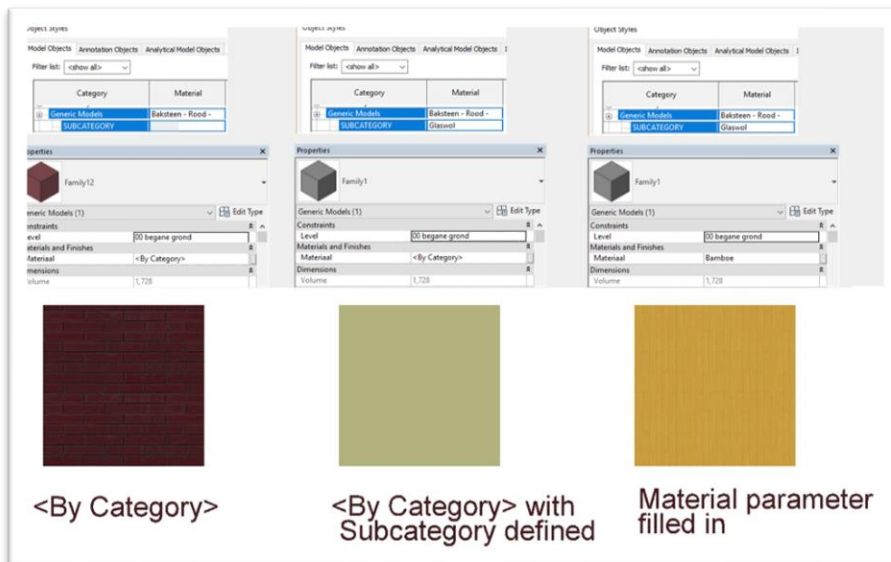 Object Styles
Model Objects Annotation Objects Analytical Model Objects
Filter list: <show all>
Category Material
Generic Models Baksteen - Rood -
SUBCATEGORY
Properties
Family12
Generic Models (1) Edit Type
Constraints
Level 00 begane grond
Materials and Finishes
Materiaal <By Category>
Dimensions
Volume 1,728
<By Category>
Object Styles
Model Objects Annotation Objects Analytical Model Objects
Filter list: <show all>
Category Material
Generic Models Baksteen - Rood -
SUBCATEGORY Glaswol
Properties
Family1
Generic Models (1) Edit Type
Constraints
Level 00 begane grond
Materials and Finishes
Materiaal <By Category>
Dimensions
Volume 1,728
<By Category> with
Subcategory defined
Object Styles
Model Objects Annotation Objects Analytical Model Objects
Filter list: <show all>
Category Material
Generic Models Baksteen - Rood -
SUBCATEGORY Glaswol
Properties
Family1
Generic Models (1) Edit Type
Constraints
Level 00 begane grond
Materials and Finishes
Materiaal Bamboe
Dimensions
Volume 1,728
Material parameter
filled in